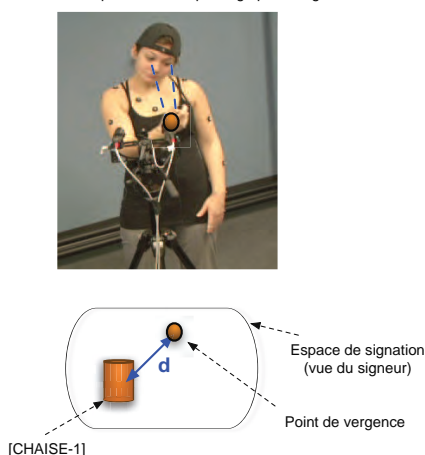 d
Espace de signation
(vue du signeur)
Point de vergence
[CHAISE-1]